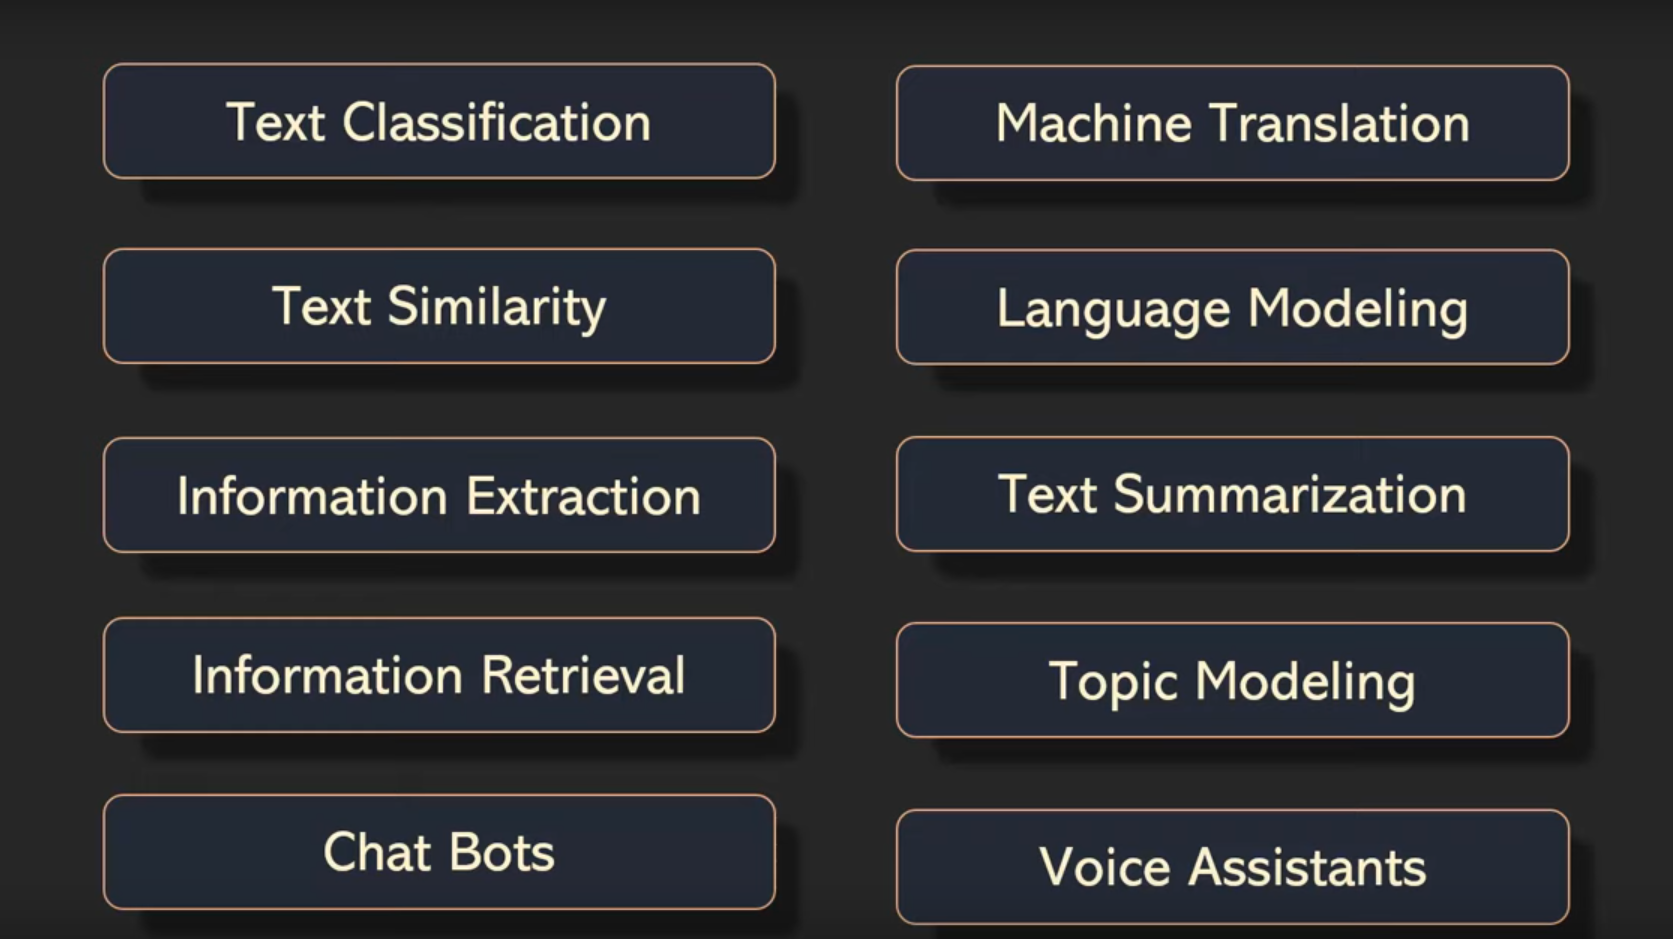 Text Classification
Machine Translation
Text Similarity
Language Modeling
Information Extraction
Text Summarization
Information Retrieval
Topic Modeling
Chat Bots
Voice Assistants